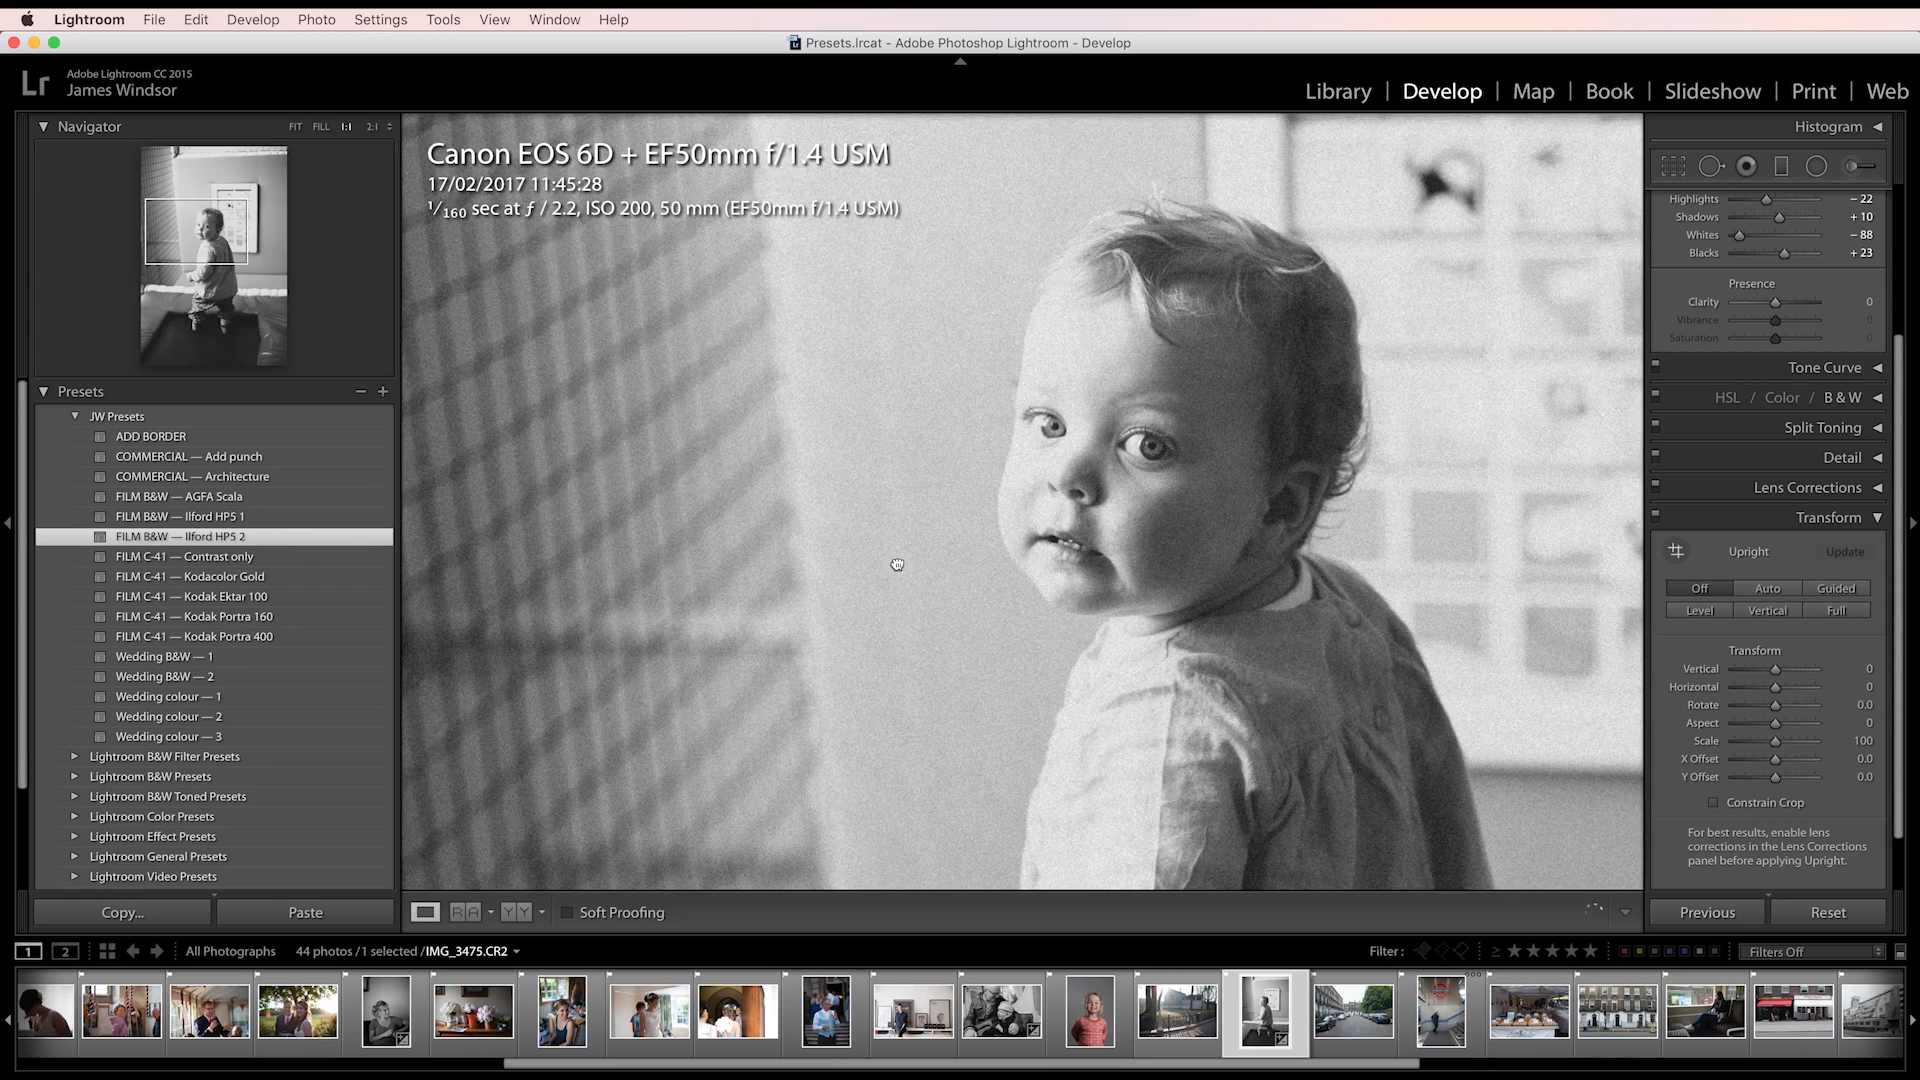 Lightroom File Edit Develop Photo Settings Tools View Window Help
Presets.lrcat - Adobe Photoshop Lightroom - Develop
Lr
Adobe Lightroom CC 2015
James Windsor
Library | Develop | Map | Book | Slideshow | Print | Web
Navigator FIT FILL 1:1 2:1
Presets
JW Presets
ADD BORDER
COMMERCIAL — Add punch
COMMERCIAL — Architecture
FILM B&W — AGFA Scala
FILM B&W — Ilford HP5 1
FILM B&W — Ilford HP5 2
FILM C-41 — Contrast only
FILM C-41 — Kodacolor Gold
FILM C-41 — Kodak Ektar 100
FILM C-41 — Kodak Portra 160
FILM C-41 — Kodak Portra 400
Wedding B&W — 1
Wedding B&W — 2
Wedding colour — 1
Wedding colour — 2
Wedding colour — 3
Lightroom B&W Filter Presets
Lightroom B&W Presets
Lightroom B&W Toned Presets
Lightroom Color Presets
Lightroom Effect Presets
Lightroom General Presets
Lightroom Video Presets
Copy... Paste
Canon EOS 6D + EF50mm f/1.4 USM
17/02/2017 11:45:28
1/160 sec at ƒ / 2.2, ISO 200, 50 mm (EF50mm f/1.4 USM)
Soft Proofing
Histogram
Highlights − 22
Shadows + 10
Whites − 88
Blacks + 23
Presence
Clarity 0
Vibrance 0
Saturation 0
Tone Curve
HSL / Color / B & W
Split Toning
Detail
Lens Corrections
Transform
Upright Update
Off Auto Guided
Level Vertical Full
Transform
Vertical 0
Horizontal 0
Rotate 0.0
Aspect 0
Scale 100
X Offset 0.0
Y Offset 0.0
Constrain Crop
For best results, enable lens
corrections in the Lens Corrections
panel before applying Upright.
Previous Reset
1 2 All Photographs 44 photos /1 selected /IMG_3475.CR2 Filter : ≥ Filters Off